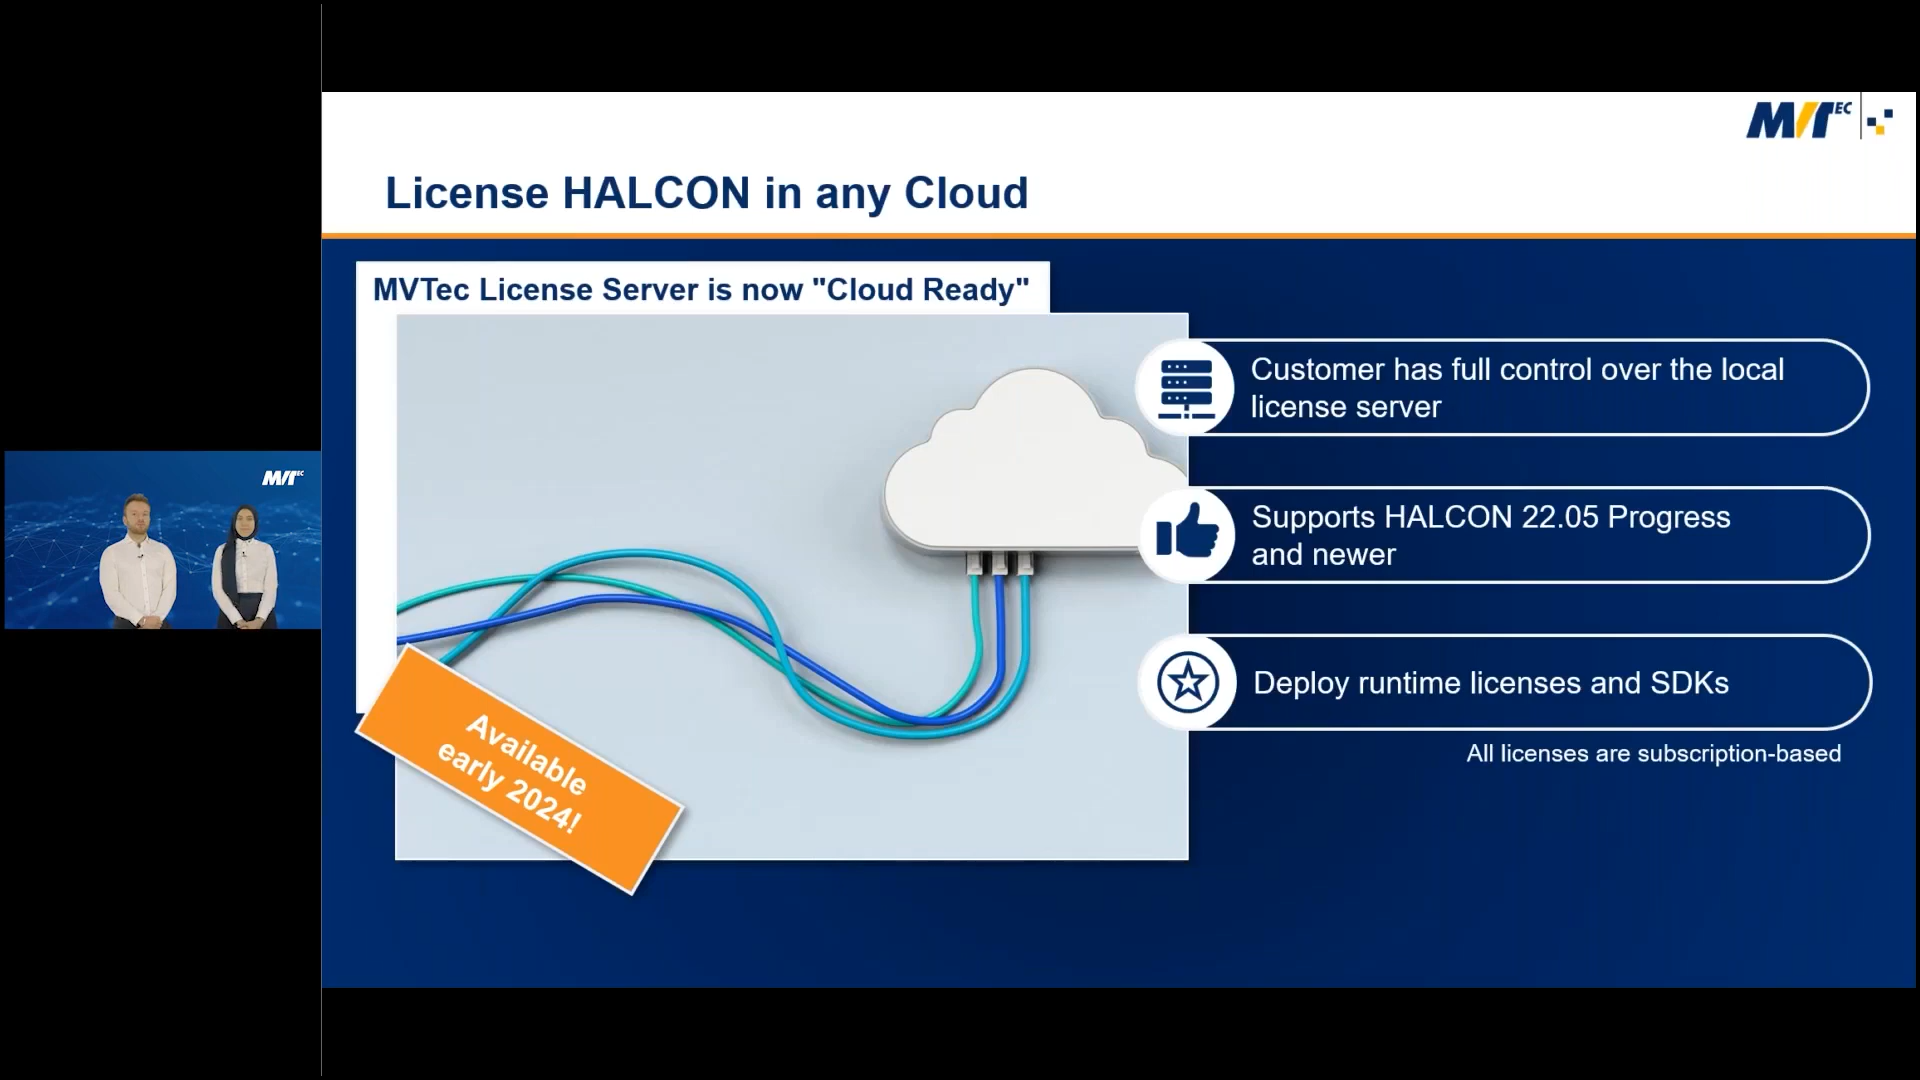 MVTEC
License HALCON in any Cloud
MVTec License Server is now "Cloud Ready"
Customer has full control over the local
license server
Supports HALCON 22.05 Progress
and newer
Deploy runtime licenses and SDKs
All licenses are subscription-based
Available
early 2024!
MVTEC